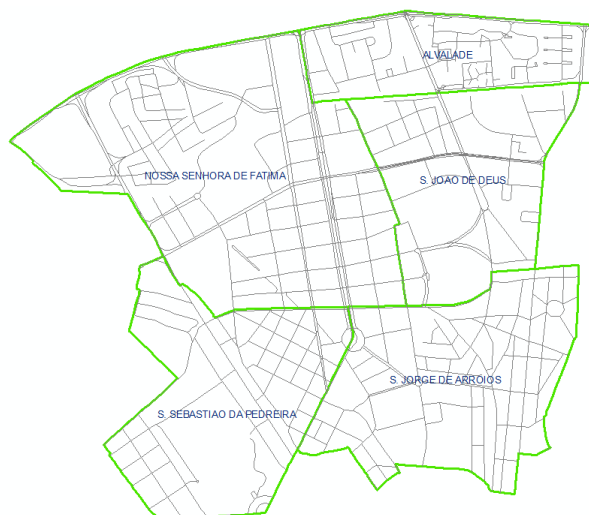 ALVALADE
NOSSA SENHORA DE FATIMA
S. JOAO DE DEUS
S. JORGE DE ARROIOS
S. SEBASTIAO DA PEDREIRA